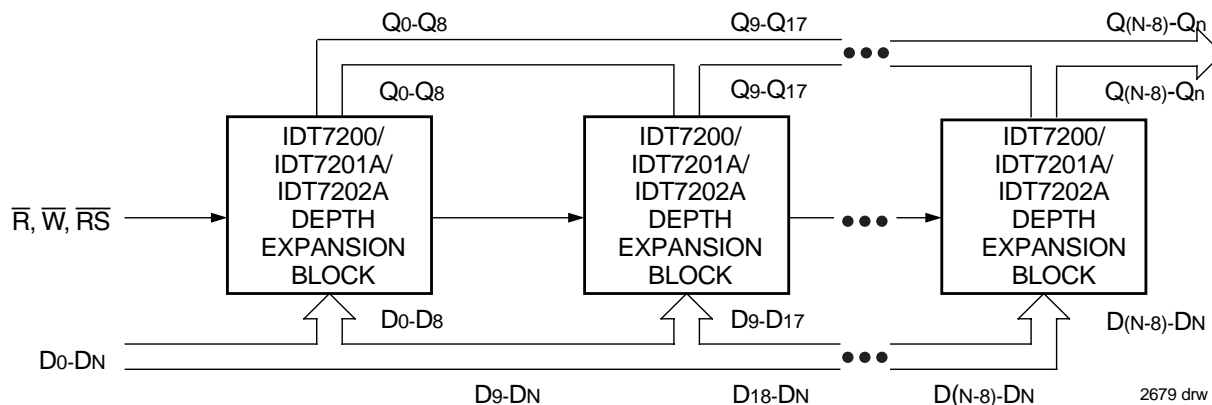 Q0-Q8
Q9-Q17
Q(N-8)-Qn
Q0-Q8
Q9-Q17
Q(N-8)-Qn
IDT7200/
IDT7201A/
IDT7202A
DEPTH
EXPANSION
BLOCK
IDT7200/
IDT7201A/
IDT7202A
DEPTH
EXPANSION
BLOCK
IDT7200/
IDT7201A/
IDT7202A
DEPTH
EXPANSION
BLOCK
R̅, W̅, R̅S̅
D0-D8
D9-D17
D(N-8)-DN
D0-DN
D9-DN
D18-DN
D(N-8)-DN
2679 drw